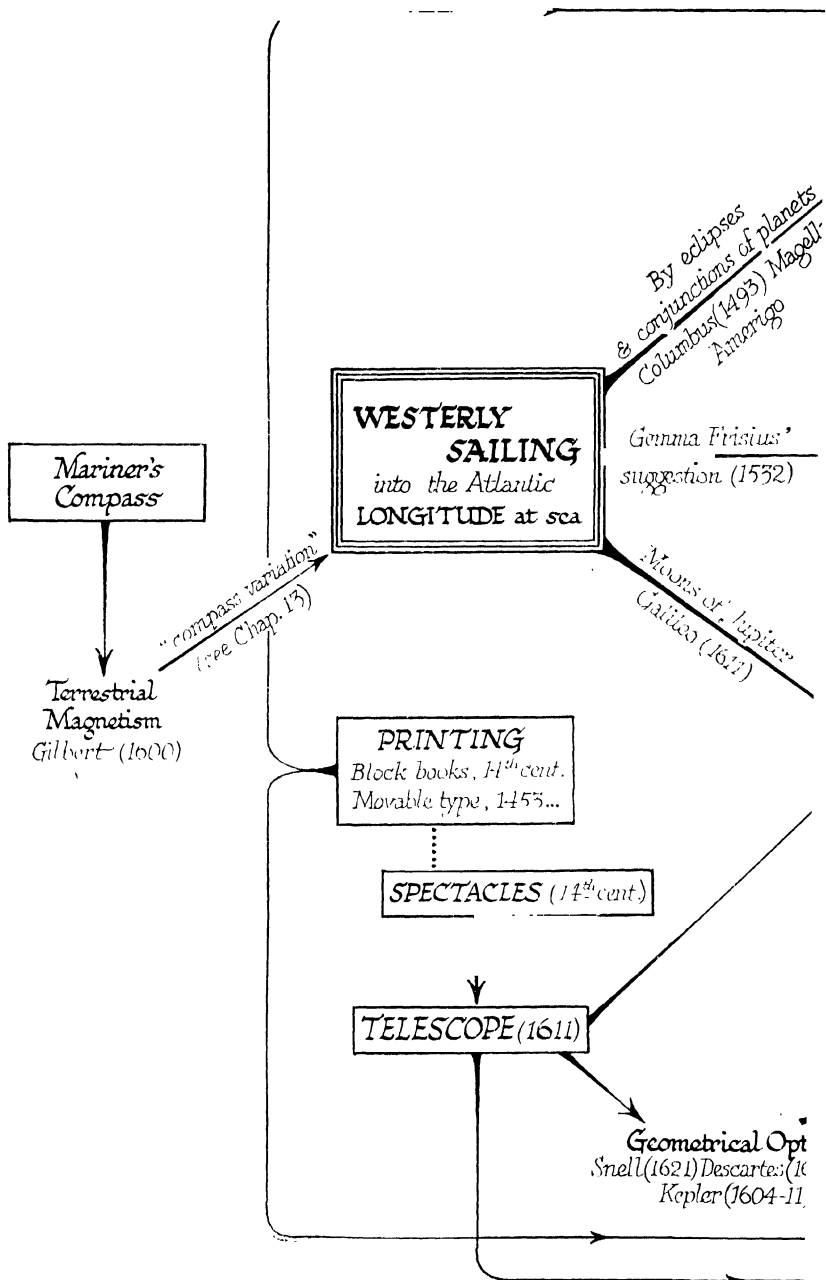 By eclipses
& conjunctions of planets
Columbus (1493) Magell-
Amerigo
WESTERLY
SAILING
into the Atlantic
LONGITUDE at sea
Gemma Frisius'
suggestion (1532)
Mariner's
Compass
Moons of Jupiter
Galileo (1611)
"compass variation"
(see Chap. 13)
Terrestrial
Magnetism
Gilbert (1600)
PRINTING
Block books, 14th cent.
Movable type, 1453...
SPECTACLES (14th cent.)
TELESCOPE (1611)
Geometrical Opt
Snell (1621) Descartes (1
Kepler (1604-11